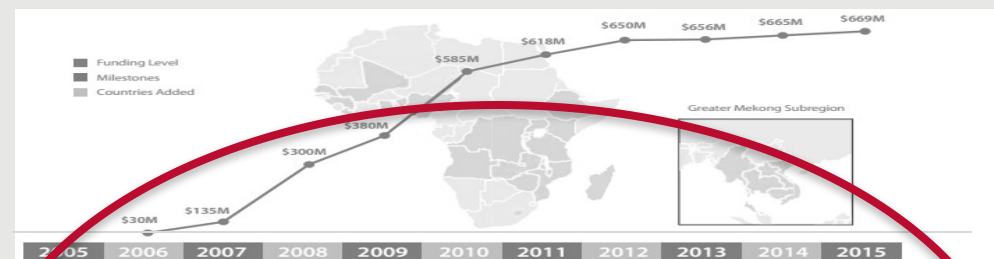 $650M $656M $665M $669M
$618M
$585M
Funding Level
Milestones
Countries Added
Greater Mekong Subregion
$380M
$300M
$135M
$30M
2005 2006 2007 2008 2009 2010 2011 2012 2013 2014 2015